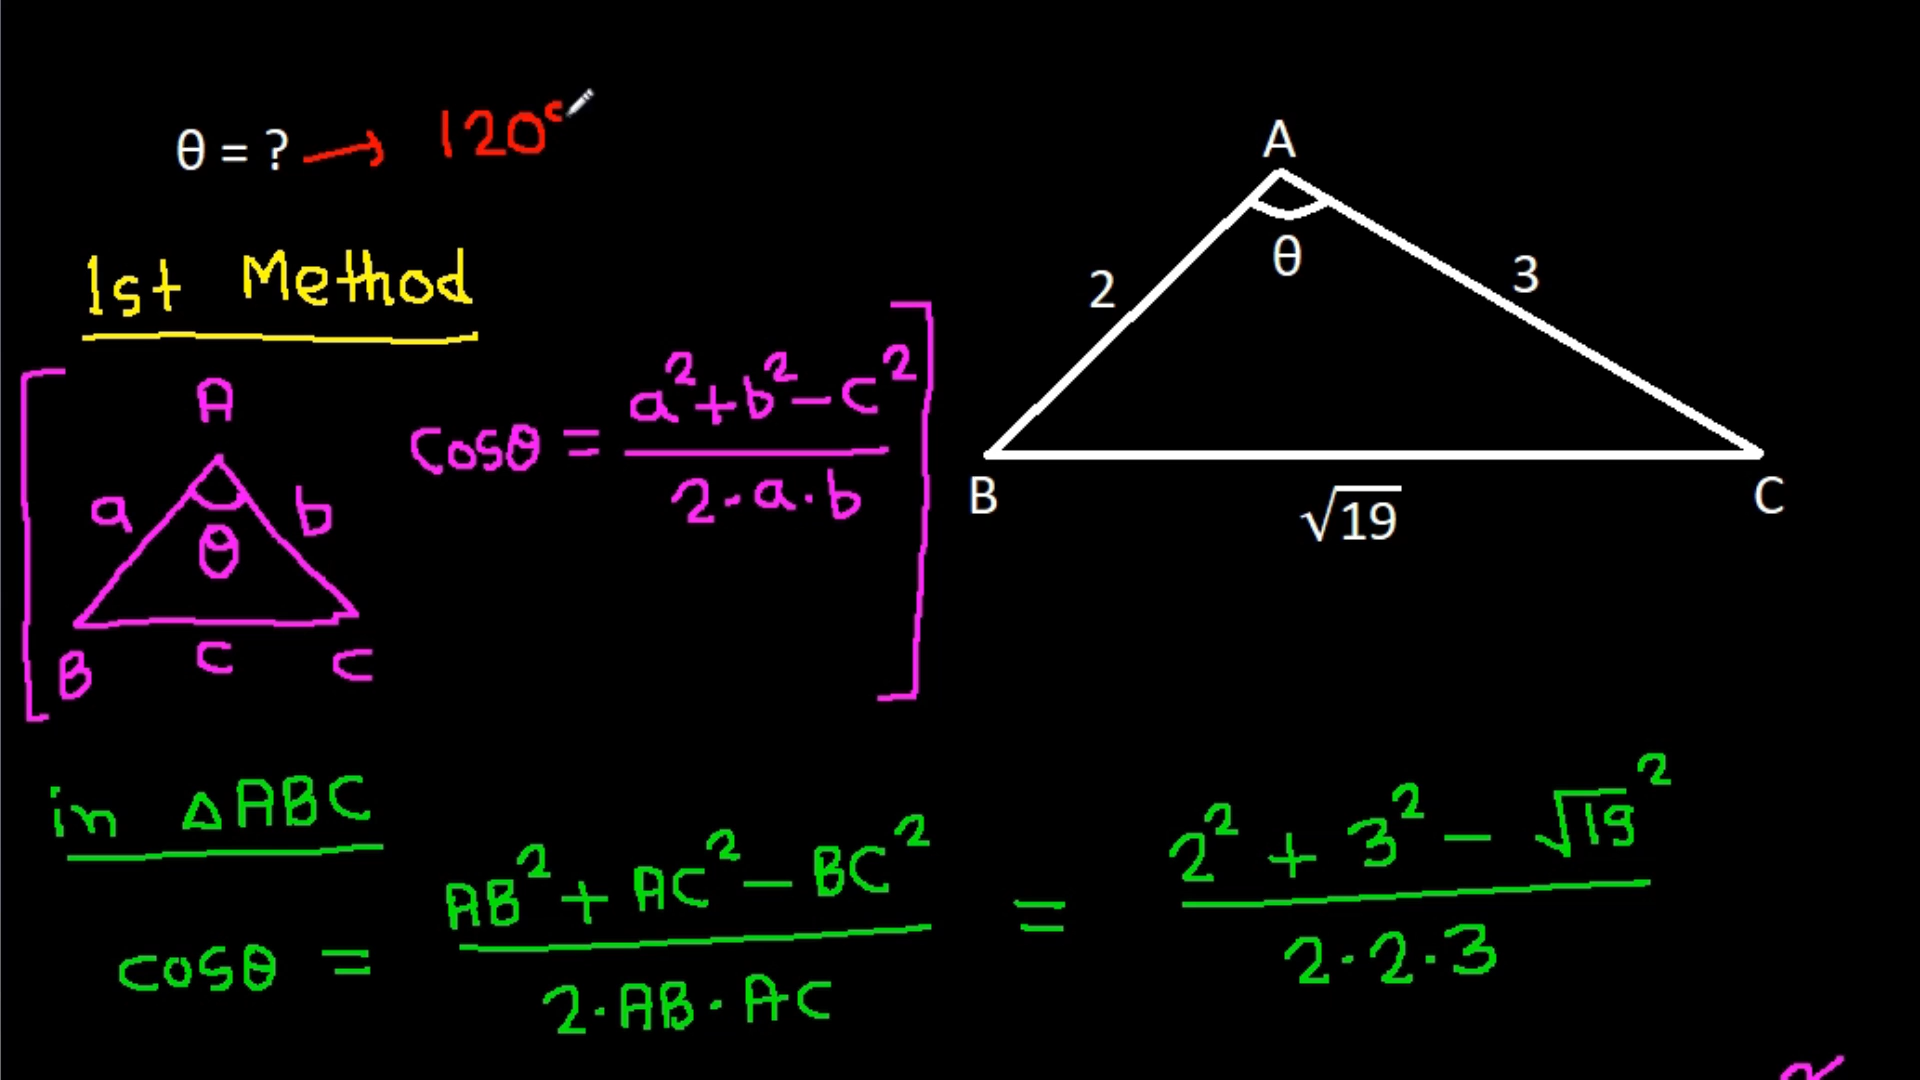 θ = ? → 120°
1st Method
A
a
b
θ
B
C
C
cosθ = a²+b²-c² / 2·a·b
A
θ
2
3
B
C
√19
in △ABC
cosθ = AB² + AC² - BC² / 2·AB·AC = 2² + 3² - √19² / 2·2·3